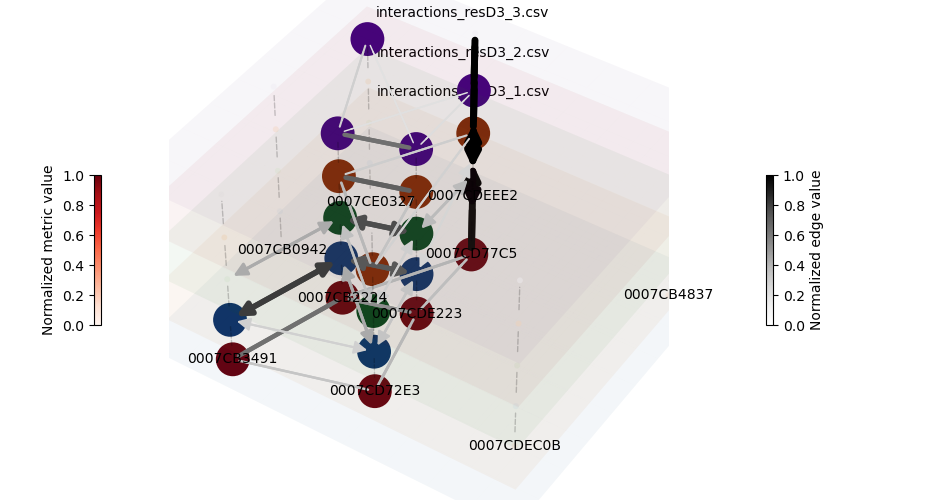 interactions_resD3_3.csv
interactions_resD3_2.csv
interactions_resD3_1.csv
1.0
0.8
0.6
0.4
0.2
0.0
Normalized metric value
0007CE0327
0007CB0942
0007CD77C5
0007CB4837
0007CDE223
0007CB3491
0007CD72E3
0007CDEC0B
1.0
0.8
0.6
0.4
0.2
0.0
Normalized edge value